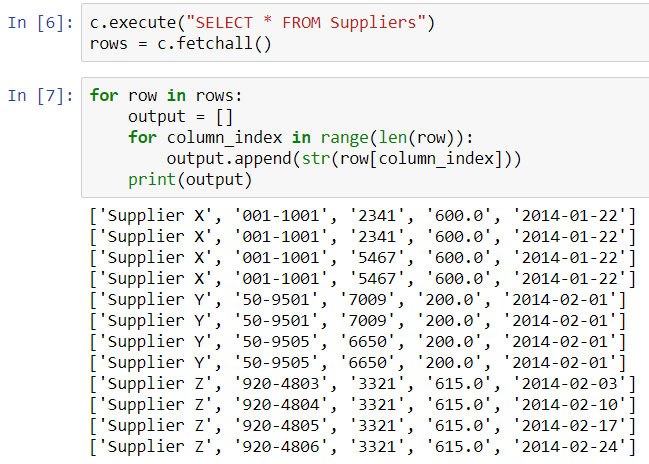 In [6]: c.execute("SELECT * FROM Suppliers")
rows = c.fetchall()
In [7]: for row in rows:
    output = []
    for column_index in range(len(row)):
        output.append(str(row[column_index]))
    print(output)
['Supplier X', '001-1001', '2341', '600.0', '2014-01-22']
['Supplier X', '001-1001', '2341', '600.0', '2014-01-22']
['Supplier X', '001-1001', '5467', '600.0', '2014-01-22']
['Supplier X', '001-1001', '5467', '600.0', '2014-01-22']
['Supplier Y', '50-9501', '7009', '200.0', '2014-02-01']
['Supplier Y', '50-9501', '7009', '200.0', '2014-02-01']
['Supplier Y', '50-9505', '6650', '200.0', '2014-02-01']
['Supplier Y', '50-9505', '6650', '200.0', '2014-02-01']
['Supplier Z', '920-4803', '3321', '615.0', '2014-02-03']
['Supplier Z', '920-4804', '3321', '615.0', '2014-02-10']
['Supplier Z', '920-4805', '3321', '615.0', '2014-02-17']
['Supplier Z', '920-4806', '3321', '615.0', '2014-02-24']